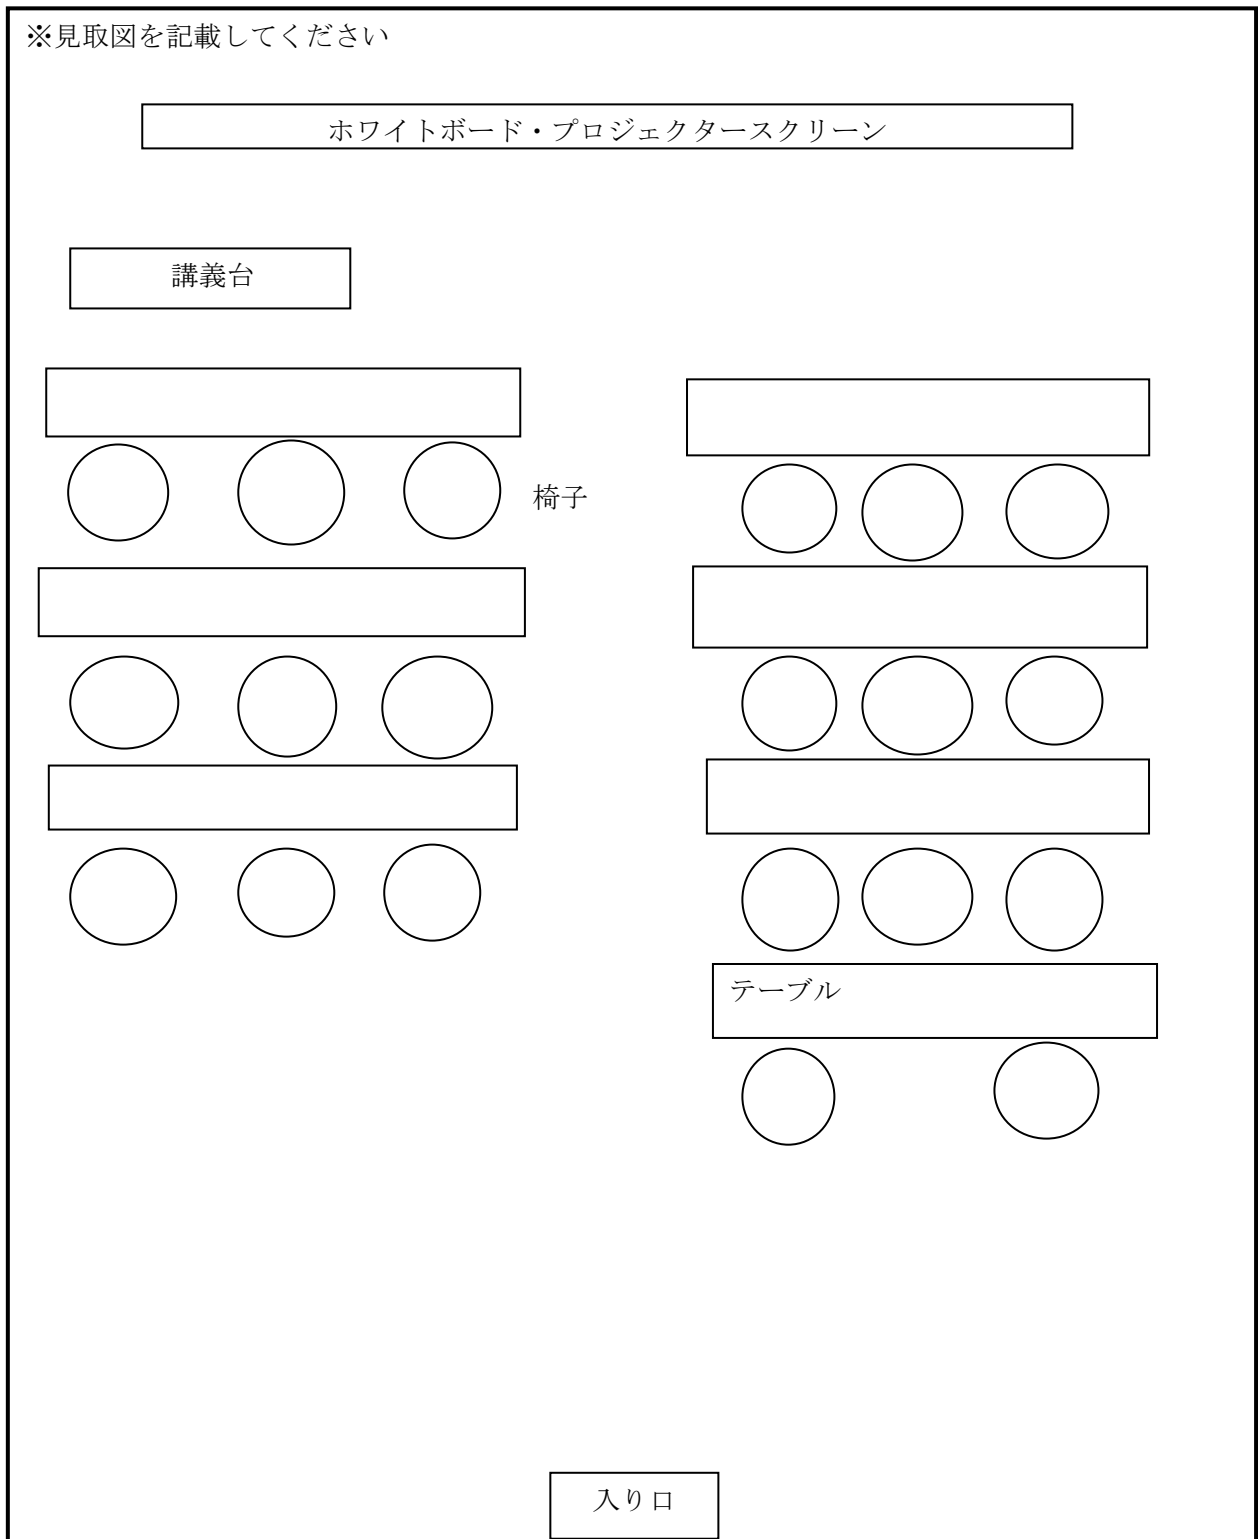 ※見取図を記載してください
ホワイトボード・プロジェクタースクリーン
講義台
椅子
テーブル
入り口